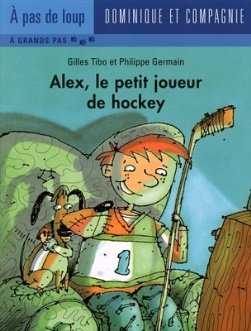 À pas de loup
DOMINIQUE ET COMPAGNIE
À GRANDS PAS
Gilles Tibo et Philippe Germain
Alex, le petit joueur
de hockey
1